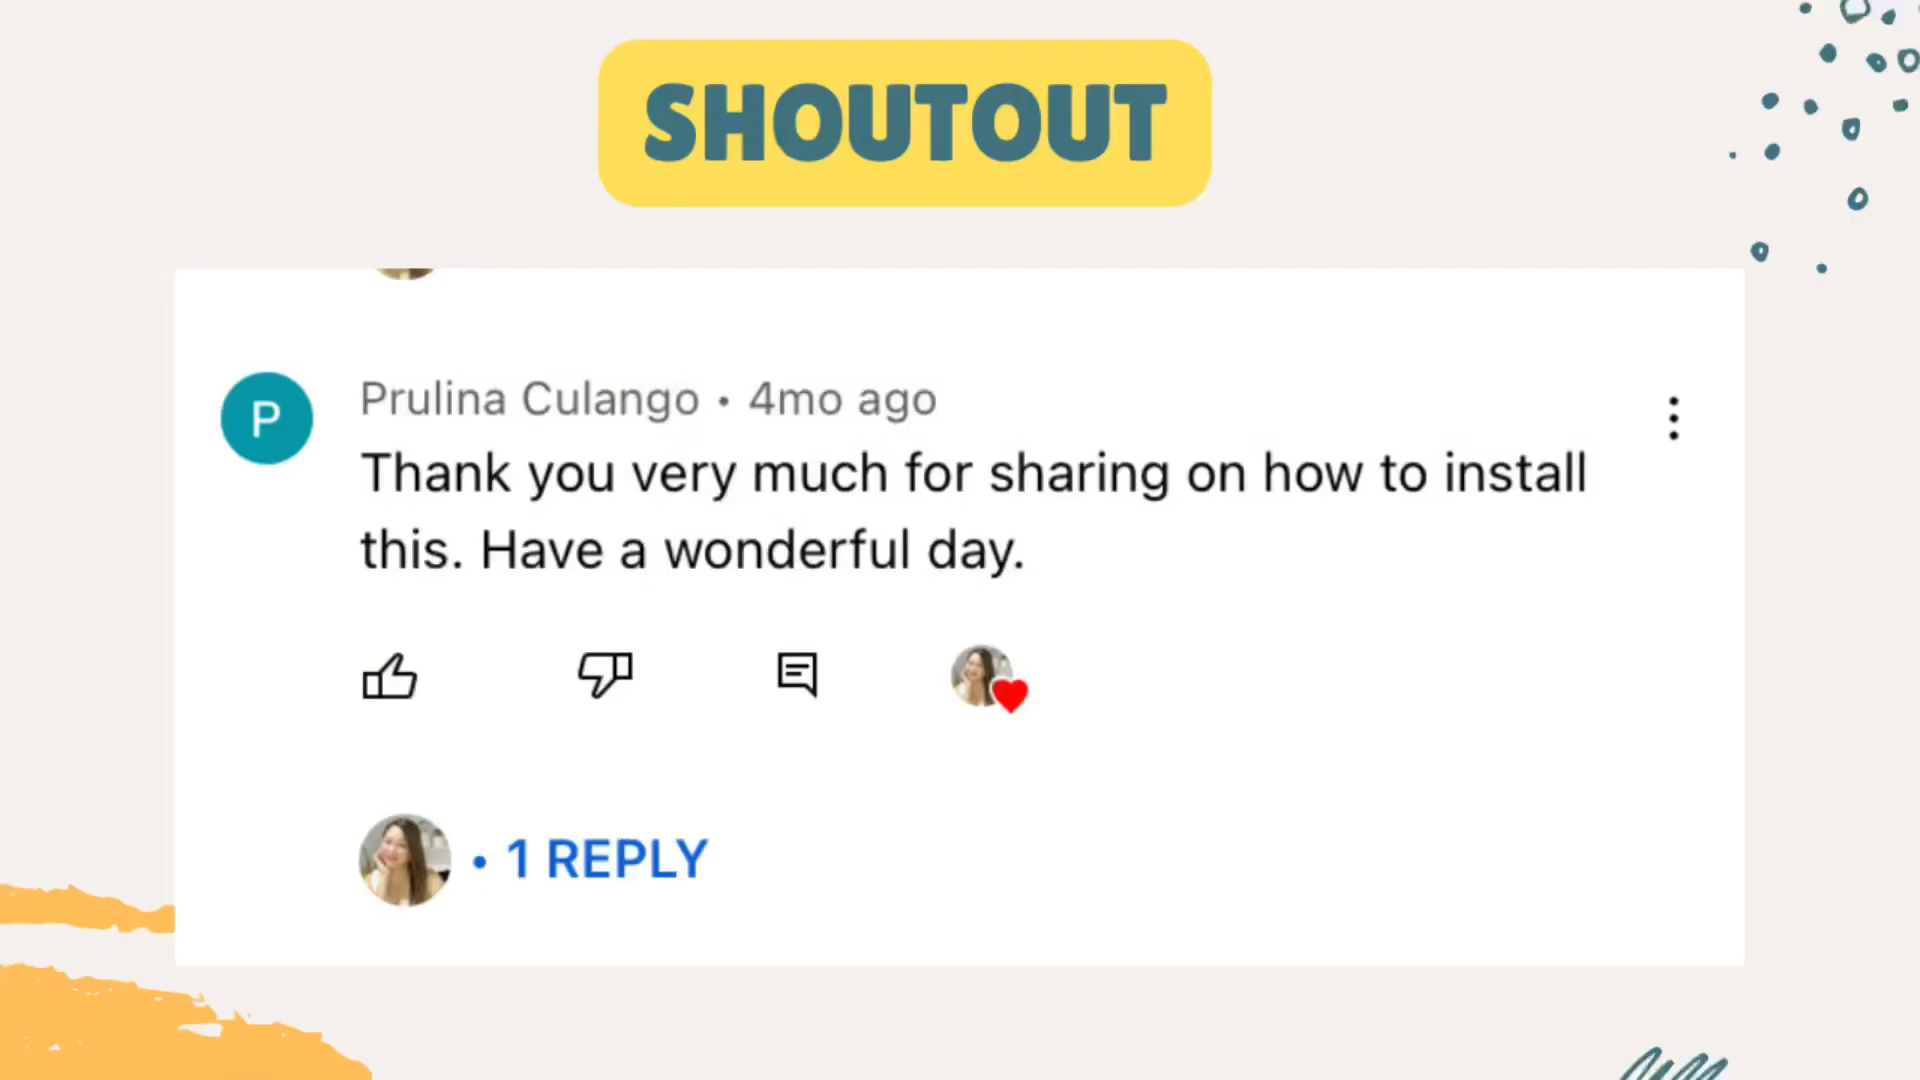 SHOUTOUT
P
Prulina Culango • 4mo ago
Thank you very much for sharing on how to install
this. Have a wonderful day.
• 1 REPLY